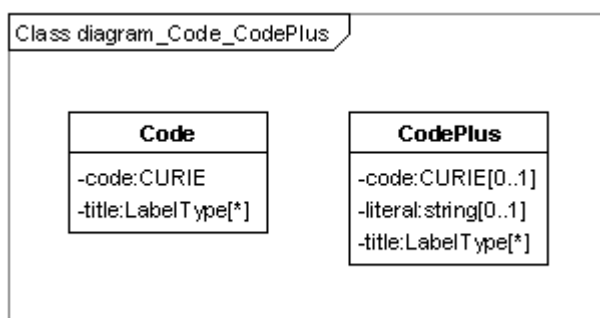 Class diagram_Code_CodePlus
Code
-code:CURIE
-title:LabelType[*]
CodePlus
-code:CURIE[0..1]
-literal:string[0..1]
-title:LabelType[*]